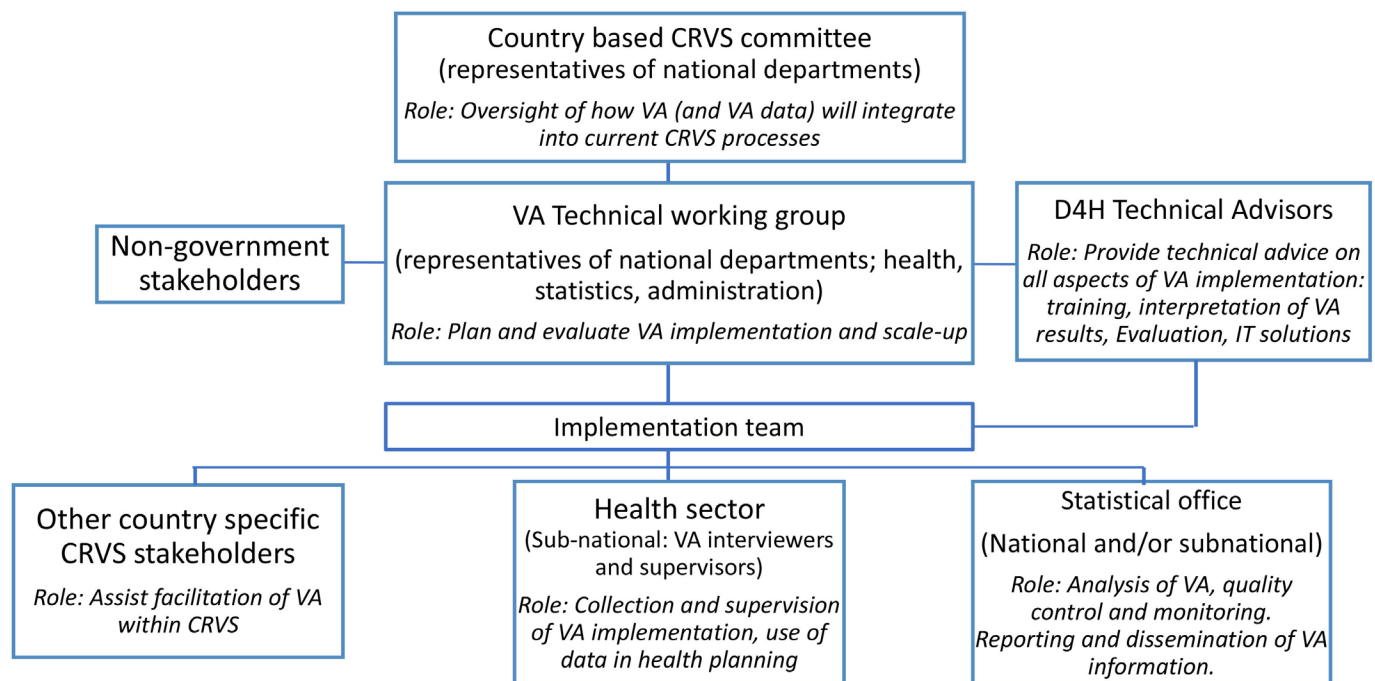 Country based CRVS committee
(representatives of national departments)
Role: Oversight of how VA (and VA data) will integrate
into current CRVS processes
Non-government
stakeholders
VA Technical working group
(representatives of national departments; health,
statistics, administration)
Role: Plan and evaluate VA implementation and scale-up
D4H Technical Advisors
Role: Provide technical advice on
all aspects of VA implementation:
training, interpretation of VA
results, Evaluation, IT solutions
Implementation team
Other country specific
CRVS stakeholders
Role: Assist facilitation of VA
within CRVS
Health sector
(Sub-national: VA interviewers
and supervisors)
Role: Collection and supervision
of VA implementation, use of
data in health planning
Statistical office
(National and/or subnational)
Role: Analysis of VA, quality
control and monitoring.
Reporting and dissemination of VA
information.